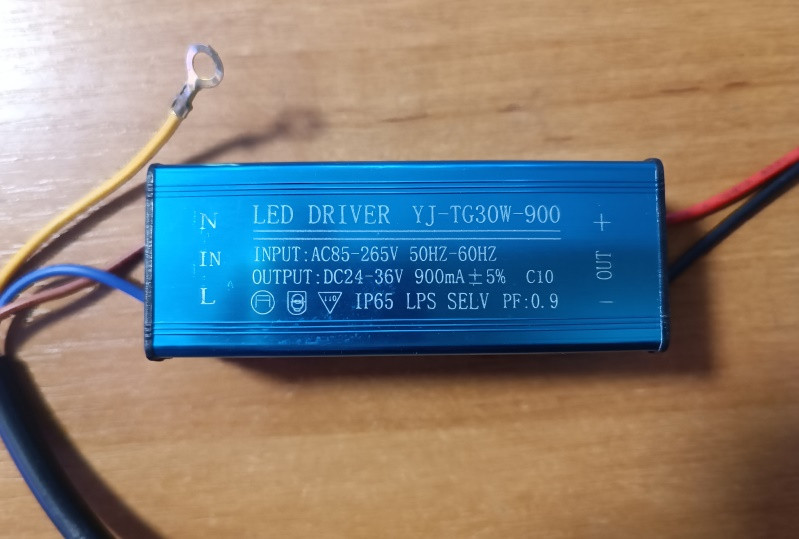 N
IN
L
LED DRIVER YJ-TG30W-900
INPUT:AC85-265V 50HZ-60HZ
OUTPUT:DC24-36V 900mA±5% C10
IP65 LPS SELV PF:0.9
+
OUT
-